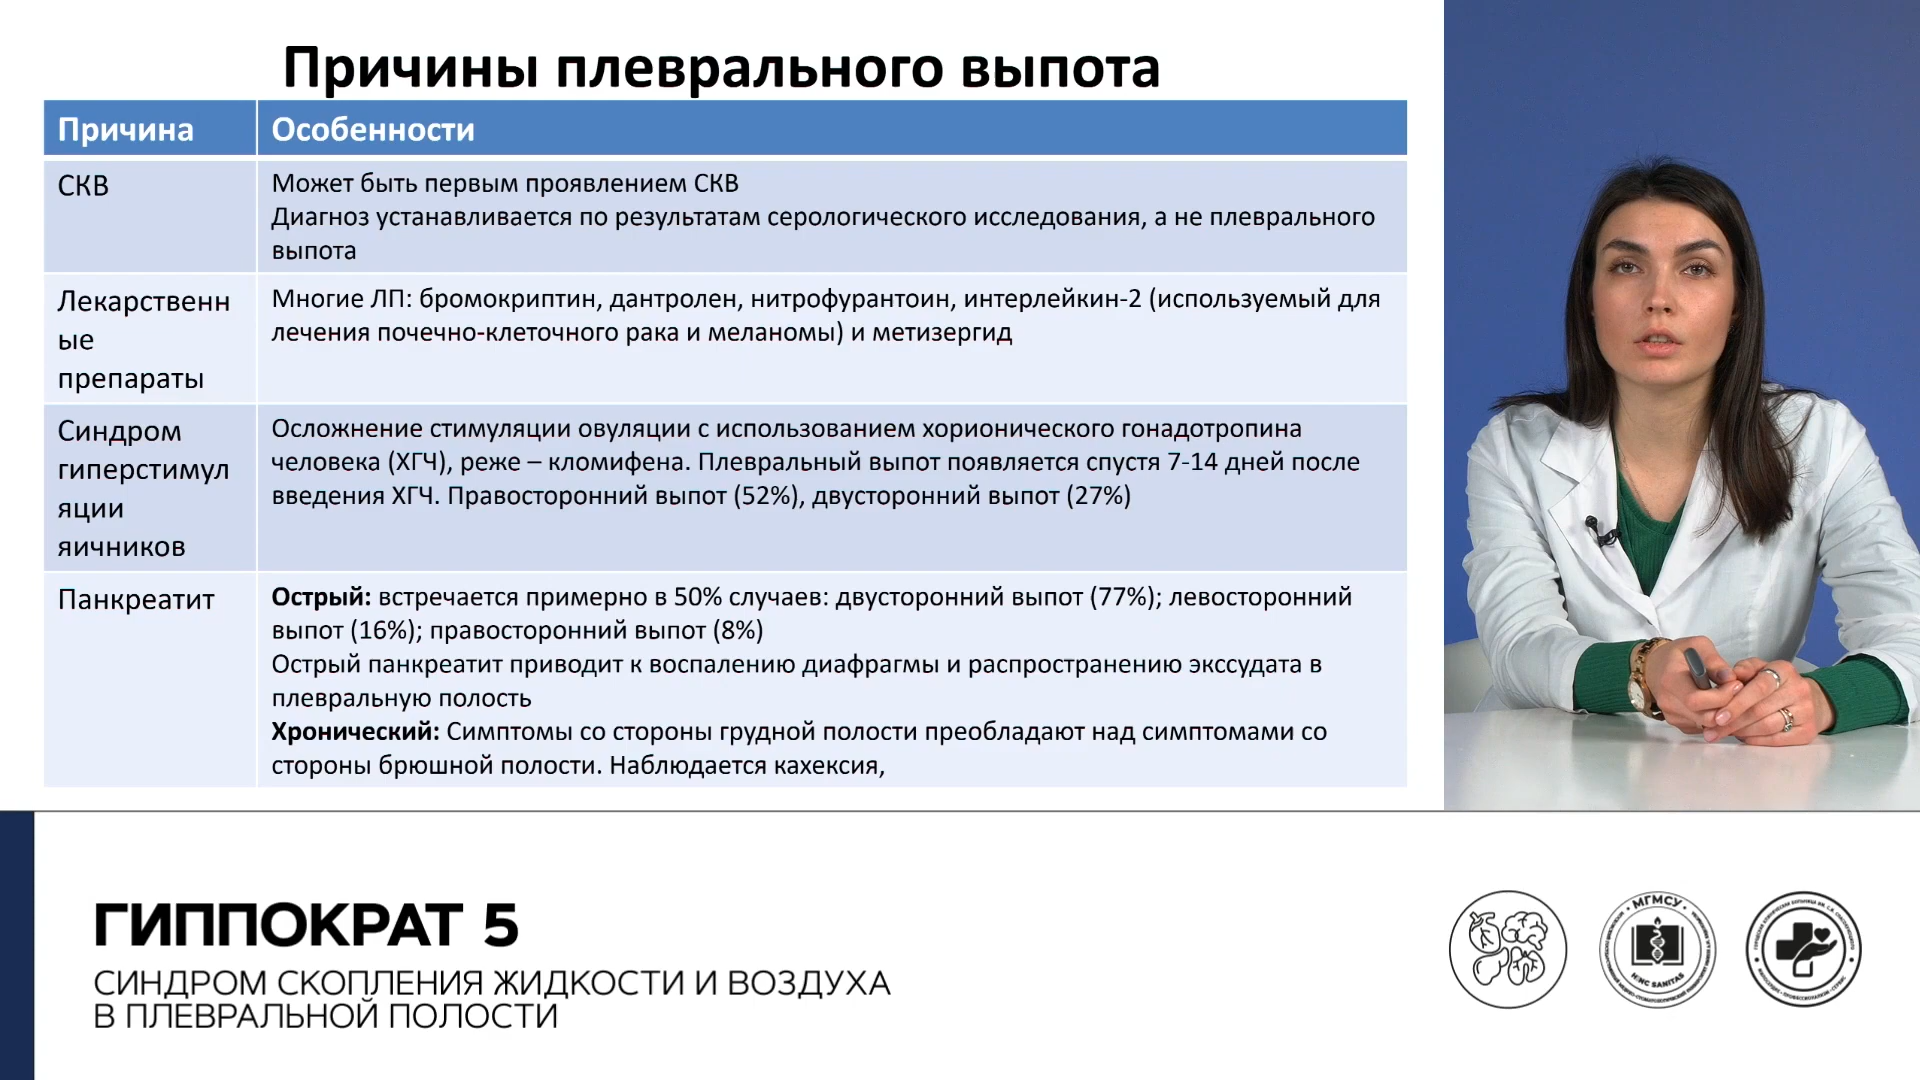 Причины плеврального выпота
Причина
Особенности
СКВ
Может быть первым проявлением СКВ
Диагноз устанавливается по результатам серологического исследования, а не плеврального
выпота
Лекарственн
ые
препараты
Многие ЛП: бромокриптин, дантролен, нитрофурантоин, интерлейкин-2 (используемый для
лечения почечно-клеточного рака и меланомы) и метизергид
Синдром
гиперстимул
яции
яичников
Осложнение стимуляции овуляции с использованием хорионического гонадотропина
человека (ХГЧ), реже – кломифена. Плевральный выпот появляется спустя 7-14 дней после
введения ХГЧ. Правосторонний выпот (52%), двусторонний выпот (27%)
Панкреатит
Острый: встречается примерно в 50% случаев: двусторонний выпот (77%); левосторонний
выпот (16%); правосторонний выпот (8%)
Острый панкреатит приводит к воспалению диафрагмы и распространению экссудата в
плевральную полость
Хронический: Симптомы со стороны грудной полости преобладают над симптомами со
стороны брюшной полости. Наблюдается кахексия,
ГИППОКРАТ 5
СИНДРОМ СКОПЛЕНИЯ ЖИДКОСТИ И ВОЗДУХА
В ПЛЕВРАЛЬНОЙ ПОЛОСТИ
МГМСУ